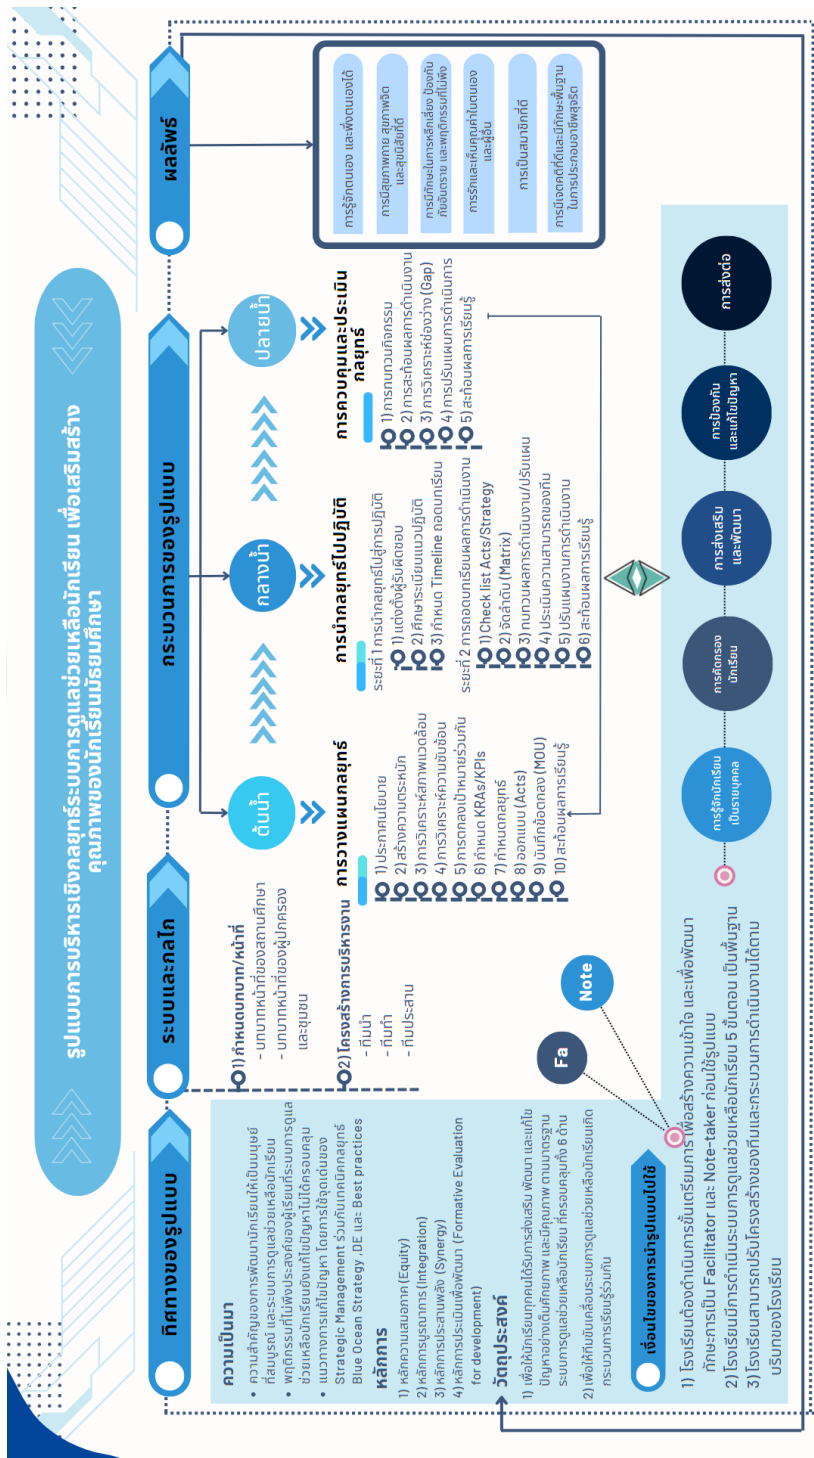 รูปแบบการบริหารเชิงกลยุทธ์ระบบการดูแลช่วยเหลือนักเรียน เพื่อเสริมสร้าง
คุณภาพของนักเรียนมัธยมศึกษา
ทิศทางของรูปแบบ
ความเป็นมา
• ความสำคัญของการพัฒนานักเรียนให้เป็นมนุษย์
ที่สมบูรณ์ และระบบการดูแลช่วยเหลือนักเรียน
• พฤติกรรมที่ไม่พึงประสงค์ของผู้เรียนที่ระบบการดูแล
ช่วยเหลือนักเรียนยังแก้ไขปัญหาไม่ได้ครอบคลุม
• แนวทางการแก้ไขปัญหา โดยการใช้จุดเด่นของ
Strategic Management ร่วมกับเทคนิคกลยุทธ์
Blue Ocean Strategy ,DE และ Best practices
หลักการ
1) หลักความเสมอภาค (Equity)
2) หลักการบูรณาการ (Integration)
3) หลักการประสานพลัง (Synergy)
4) หลักการประเมินเพื่อพัฒนา (Formative Evaluation
for development)
วัตถุประสงค์
1) เพื่อให้นักเรียนทุกคนได้รับการส่งเสริม พัฒนา และแก้ไข
ปัญหาอย่างเต็มศักยภาพ และมีคุณภาพ ตามมาตรฐาน
ระบบการดูแลช่วยเหลือนักเรียน ที่ครอบคลุมทั้ง 6 ด้าน
2) เพื่อให้ทีมขับเคลื่อนระบบการดูแลช่วยเหลือนักเรียนเกิด
กระบวนการเรียนรู้ร่วมกัน
ระบบและกลไก
1) กำหนดบทบาท/หน้าที่
- บทบาทหน้าที่ของสถานศึกษา
- บทบาทหน้าที่ของผู้ปกครอง
และชุมชน
2) โครงสร้างการบริหารงาน
- ทีมนำ
- ทีมทำ
- ทีมประสาน
กระบวนการของรูปแบบ
ต้นน้ำ
การวางแผนกลยุทธ์
1) ประกาศนโยบาย
2) สร้างความตระหนัก
3) การวิเคราะห์สภาพแวดล้อม
4) การวิเคราะห์ความซับซ้อน
5) การตกลงเป้าหมายร่วมกัน
6) กำหนด KRAs/KPIs
7) กำหนดกลยุทธ์
8) ออกแบบ (Acts)
9) บันทึกข้อตกลง (MOU)
10) สะท้อนผลการเรียนรู้
กลางน้ำ
การนำกลยุทธ์ไปปฏิบัติ
ระยะที่ 1 การนำกลยุทธ์ไปสู่การปฏิบัติ
1) แต่งตั้งผู้รับผิดชอบ
2) ศึกษาระเบียบแนวปฏิบัติ
3) กำหนด Timeline ถอดบทเรียน
ระยะที่ 2 การถอดบทเรียนผลการดำเนินงาน
1) Check list Acts/Strategy
2) จัดลำดับ (Matrix)
3) ทบทวนผลการดำเนินงาน/ปรับแผน
4) ประเมินความสามารถของทีม
5) ปรับแผนงานการดำเนินงาน
6) สะท้อนผลการเรียนรู้
ปลายน้ำ
การควบคุมและประเมิน
กลยุทธ์
1) การทบทวนกิจกรรม
2) การสะท้อนผลการดำเนินงาน
3) การวิเคราะห์ช่องว่าง (Gap)
4) การปรับแผนการดำเนินการ
5) สะท้อนผลการเรียนรู้
ผลลัพธ์
การรู้จักตนเอง และพึ่งตนเองได้
การมีสุขภาพกาย สุขภาพจิต
และสุขนิสัยที่ดี
การมีทักษะในการหลีกเลี่ยง ป้องกัน
ภัยอันตราย และพฤติกรรมที่ไม่พึง
การรักและเห็นคุณค่าในตนเอง
และผู้อื่น
การเป็นสมาชิกที่ดี
การมีเจตคติที่ดีและมีทักษะพื้นฐาน
ในการประกอบอาชีพสุจริต
เงื่อนไขของการนำรูปแบบไปใช้
Fa
Note
1) โรงเรียนต้องดำเนินการขั้นเตรียมการ เพื่อสร้างความเข้าใจ และเพื่อพัฒนา
ทักษะการเป็น Facilitator และ Note-taker ก่อนใช้รูปแบบ
2) โรงเรียนมีการดำเนินระบบการดูแลช่วยเหลือนักเรียน 5 ขั้นตอน เป็นพื้นฐาน
3) โรงเรียนสามารถปรับโครงสร้างของทีมและกระบวนการดำเนินงานได้ตาม
บริบทของโรงเรียน
การรู้จักนักเรียน
เป็นรายบุคคล
การคัดกรอง
นักเรียน
การส่งเสริม
และพัฒนา
การป้องกัน
และแก้ไขปัญหา
การส่งต่อ